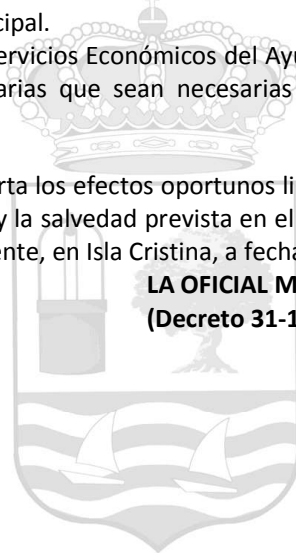 cipal.
ervicios Económicos del Ayu
arias que sean necesarias
rta los efectos oportunos li
y la salvedad prevista en el
ente, en Isla Cristina, a fecha
LA OFICIAL M
(Decreto 31-1